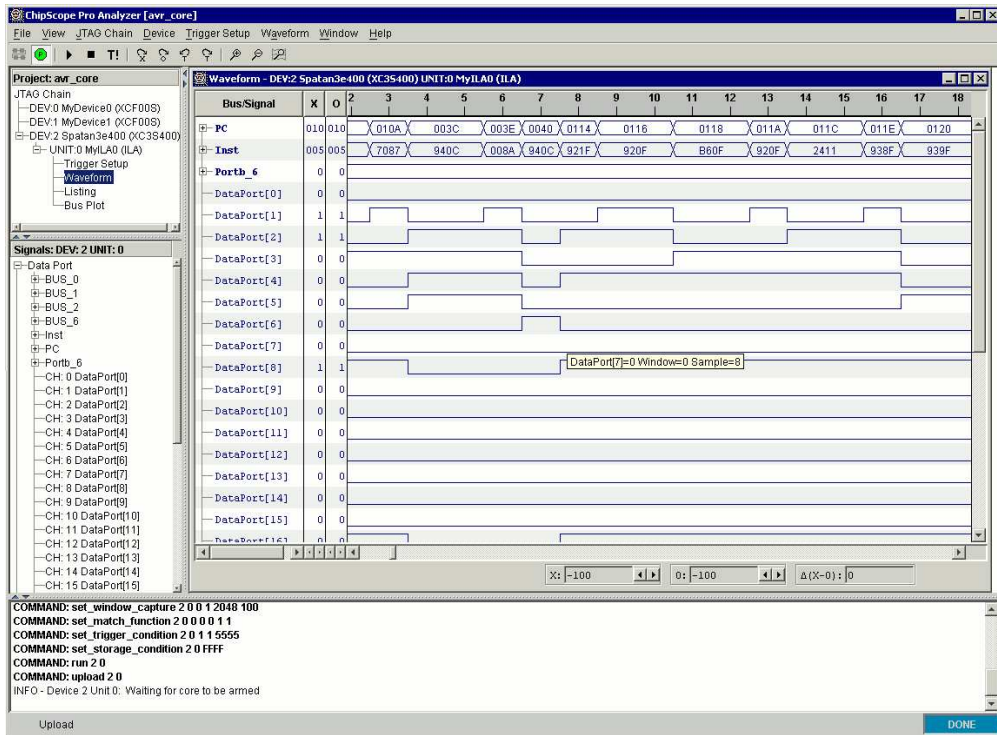 ChipScope Pro Analyzer [avr_core]
File View JTAG Chain Device Trigger Setup Waveform Window Help
T!
Project: avr_core
JTAG Chain
DEV:0 MyDevice0 (XCF00S)
DEV:1 MyDevice1 (XCF00S)
DEV:2 Spatan3e400 (XC3S400)
UNIT:0 MyILA0 (ILA)
Trigger Setup
Waveform
Listing
Bus Plot
Signals: DEV: 2 UNIT: 0
Data Port
BUS_0
BUS_1
BUS_2
BUS_6
Inst
PC
Portb_6
CH: 0 DataPort[0]
CH: 1 DataPort[1]
CH: 2 DataPort[2]
CH: 3 DataPort[3]
CH: 4 DataPort[4]
CH: 5 DataPort[5]
CH: 6 DataPort[6]
CH: 7 DataPort[7]
CH: 8 DataPort[8]
CH: 9 DataPort[9]
CH: 10 DataPort[10]
CH: 11 DataPort[11]
CH: 12 DataPort[12]
CH: 13 DataPort[13]
CH: 14 DataPort[14]
CH: 15 DataPort[15]
Waveform - DEV:2 Spatan3e400 (XC3S400) UNIT:0 MyILA0 (ILA)
Bus/Signal X O 2 3 4 5 6 7 8 9 10 11 12 13 14 15 16 17 18
PC 010 010 010A 003C 003E 0040 0114 0116 0118 011A 011C 011E 0120
Inst 005 005 7087 940C 008A 940C 921F 920F B60F 920F 2411 938F 939F
Portb_6 0 0
DataPort[0] 0 0
DataPort[1] 1 1
DataPort[2] 1 1
DataPort[3] 0 0
DataPort[4] 0 0
DataPort[5] 0 0
DataPort[6] 0 0
DataPort[7] 0 0
DataPort[7]=0 Window=0 Sample=8
DataPort[8] 1 1
DataPort[9] 0 0
DataPort[10] 0 0
DataPort[11] 0 0
DataPort[12] 0 0
DataPort[13] 0 0
DataPort[14] 0 0
DataPort[15] 0 0
DataPort[16] 0 0
X: -100 O: -100 Δ(X-O): 0
COMMAND: set_window_capture 2 0 0 1 2048 100
COMMAND: set_match_function 2 0 0 0 0 1 1
COMMAND: set_trigger_condition 2 0 1 1 5555
COMMAND: set_storage_condition 2 0 FFFF
COMMAND: run 2 0
COMMAND: upload 2 0
INFO - Device 2 Unit 0: Waiting for core to be armed
Upload DONE